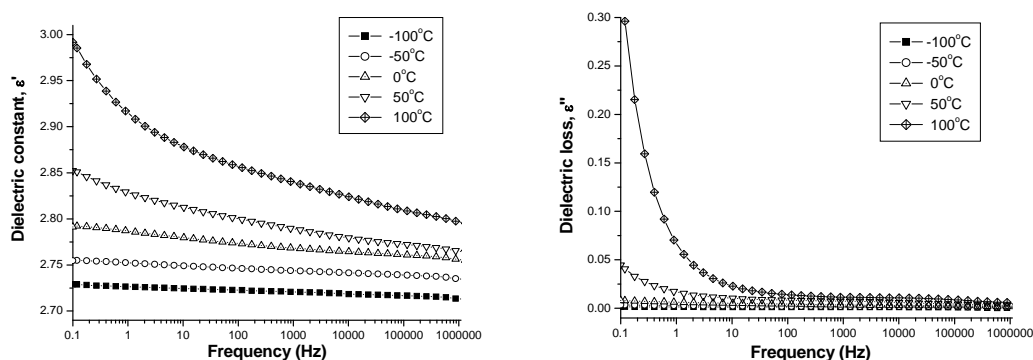 Dielectric constant, ε'
3.00
2.95
2.90
2.85
2.80
2.75
2.70
0.1 1 10 100 1000 10000 100000 1000000
Frequency (Hz)
-100°C
-50°C
0°C
50°C
100°C
Dielectric loss, ε"
0.30
0.25
0.20
0.15
0.10
0.05
0.00
0.1 1 10 100 1000 10000 100000 1000000
Frequency (Hz)
-100°C
-50°C
0°C
50°C
100°C